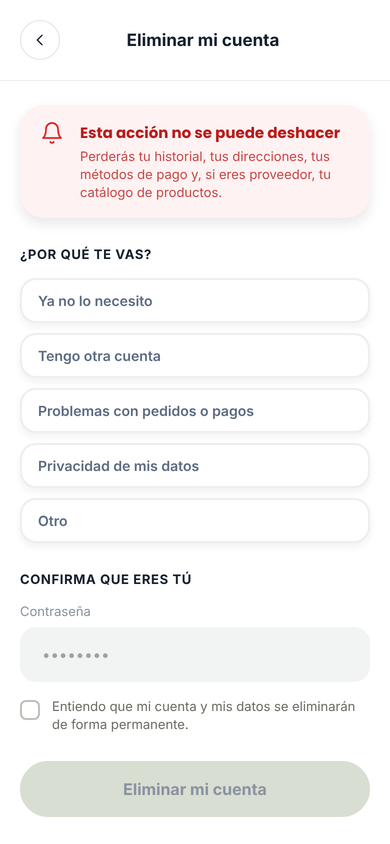 Eliminar mi cuenta
Esta acción no se puede deshacer
Perderás tu historial, tus direcciones, tus
métodos de pago y, si eres proveedor, tu
catálogo de productos.
¿POR QUÉ TE VAS?
Ya no lo necesito
Tengo otra cuenta
Problemas con pedidos o pagos
Privacidad de mis datos
Otro
CONFIRMA QUE ERES TÚ
Contraseña
••••••••
Entiendo que mi cuenta y mis datos se eliminarán
de forma permanente.
Eliminar mi cuenta